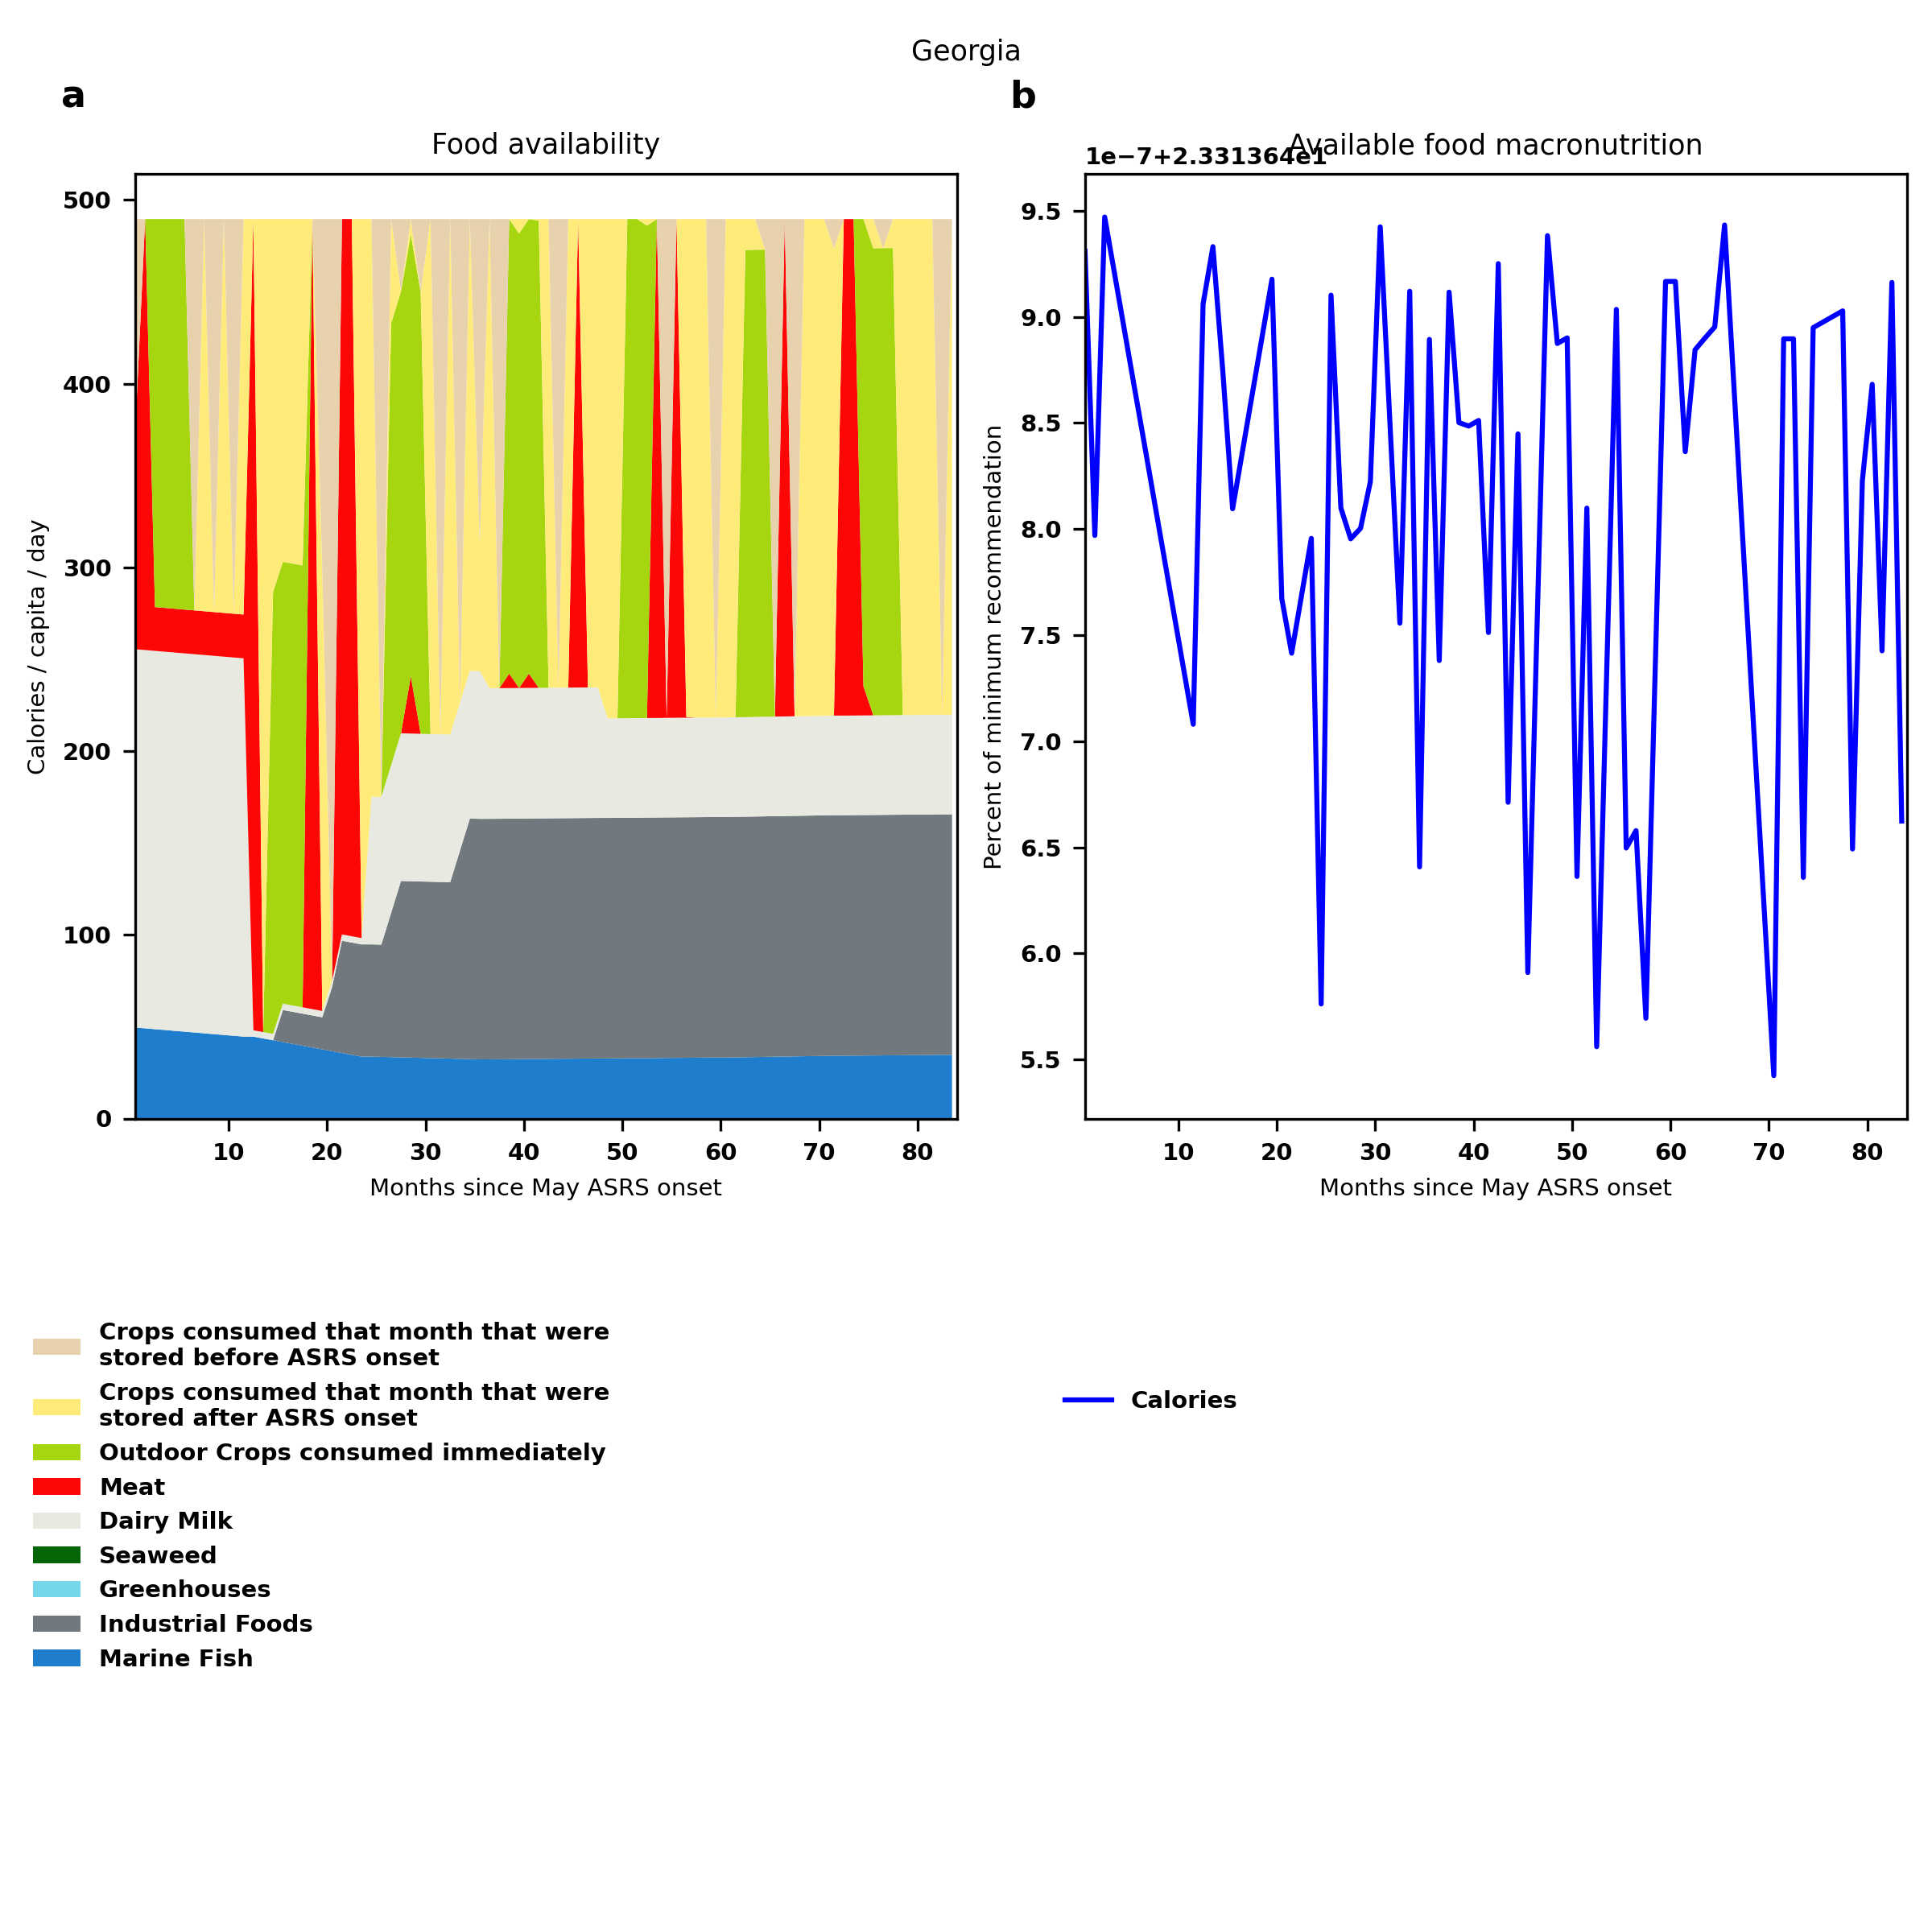 Georgia
a
Food availability
500
400
300
200
100
0
Calories / capita / day
10 20 30 40 50 60 70 80
Months since May ASRS onset
b
Available food macronutrition
1e−7+2.331364e1
9.5
9.0
8.5
8.0
7.5
7.0
6.5
6.0
5.5
Percent of minimum recommendation
10 20 30 40 50 60 70 80
Months since May ASRS onset
Crops consumed that month that were
stored before ASRS onset
Crops consumed that month that were
stored after ASRS onset
Outdoor Crops consumed immediately
Meat
Dairy Milk
Seaweed
Greenhouses
Industrial Foods
Marine Fish
Calories